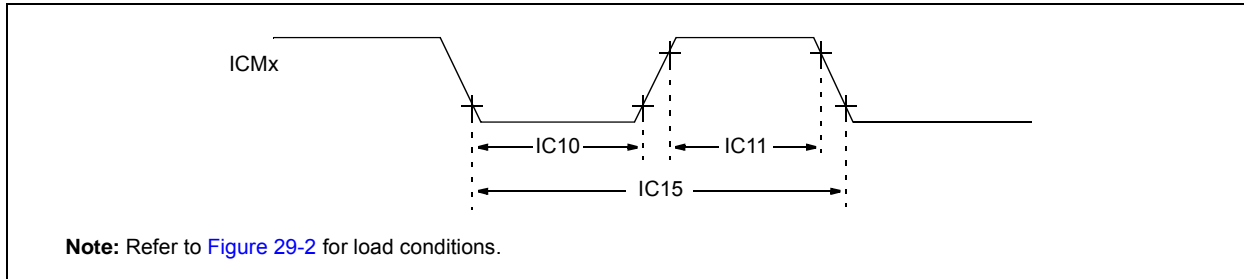 ICMx
IC10
IC11
IC15
Note: Refer to Figure 29-2 for load conditions.